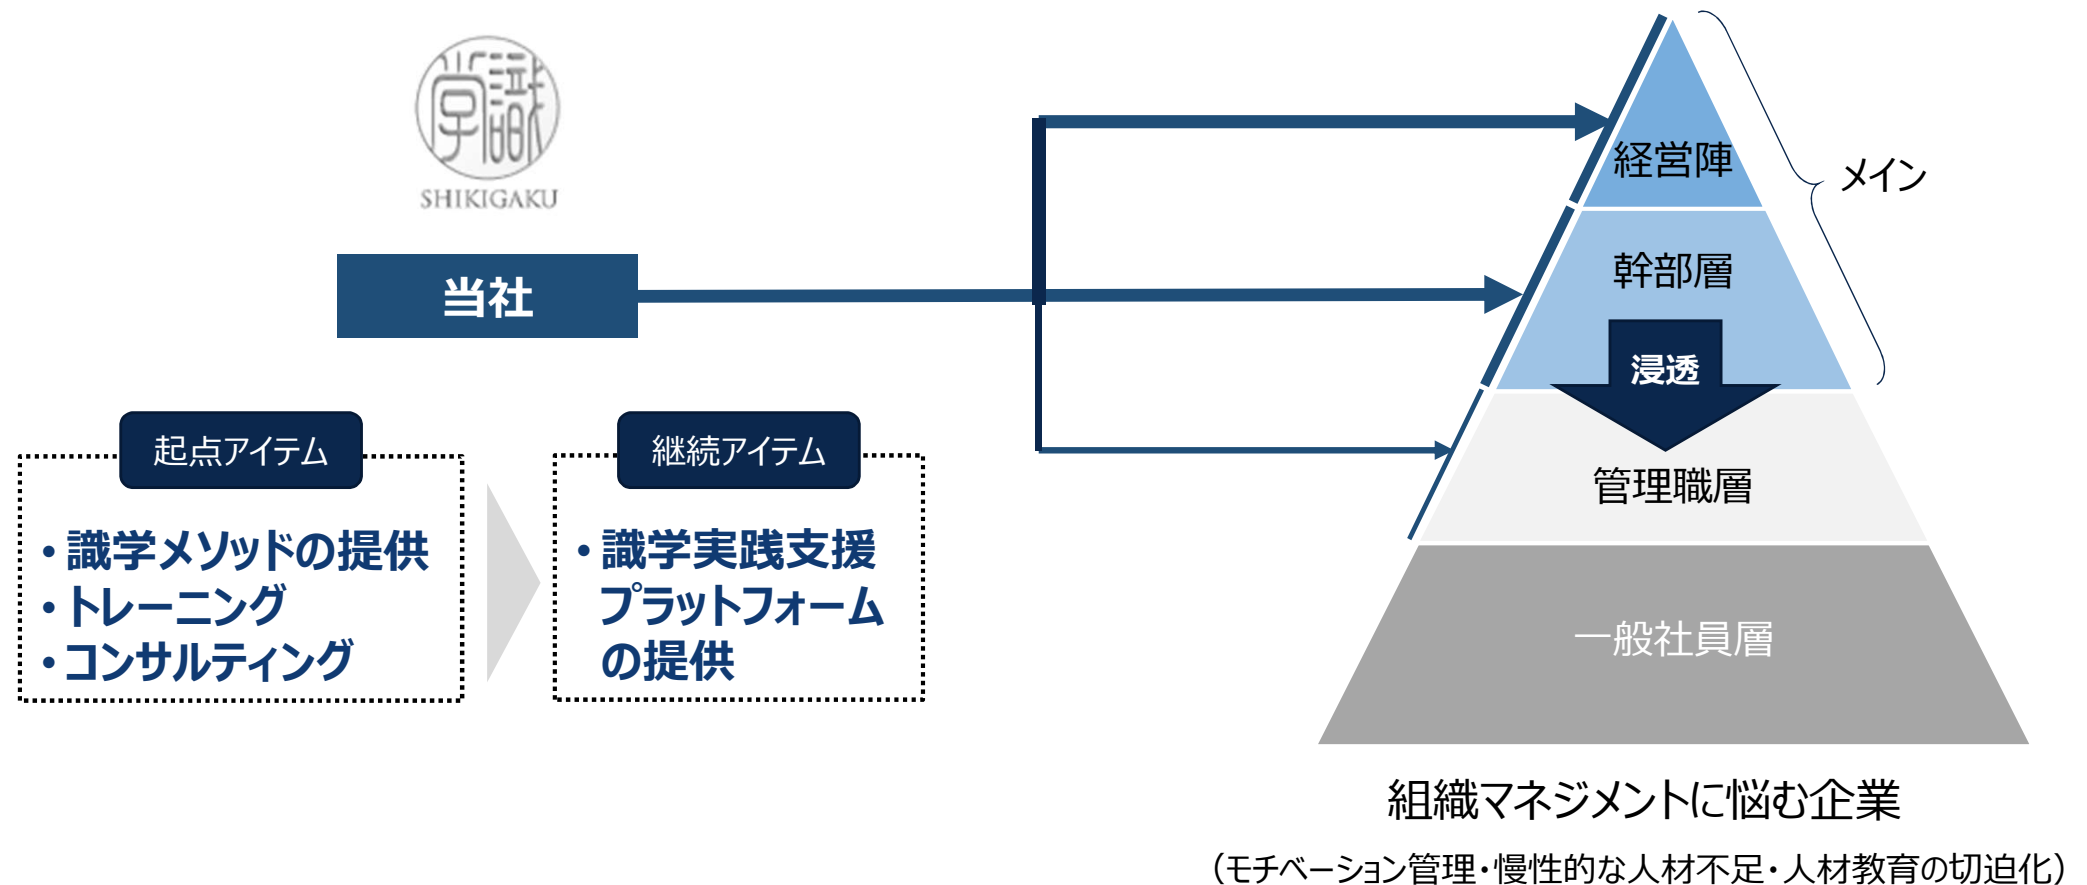 学識
SHIKIGAKU
当社
起点アイテム
・識学メソッドの提供
・トレーニング
・コンサルティング
継続アイテム
・識学実践支援
プラットフォーム
の提供
経営陣
メイン
幹部層
浸透
管理職層
一般社員層
組織マネジメントに悩む企業
（モチベーション管理・慢性的な人材不足・人材教育の切迫化）